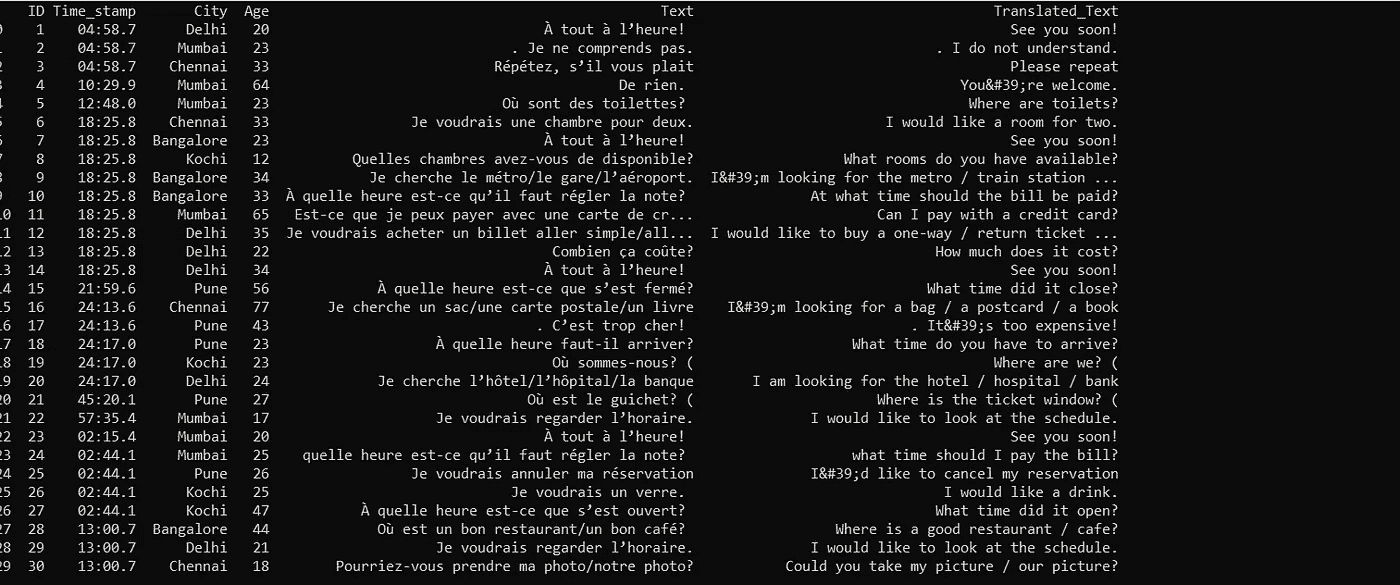 ID Time_stamp City Age Text Translated_Text
0 1 04:58.7 Delhi 20 À tout à l’heure! See you soon!
1 2 04:58.7 Mumbai 23 . Je ne comprends pas. . I do not understand.
2 3 04:58.7 Chennai 33 Répétez, s’il vous plait Please repeat
3 4 10:29.9 Mumbai 64 De rien. You&#39;re welcome.
4 5 12:48.0 Mumbai 23 Où sont des toilettes? Where are toilets?
5 6 18:25.8 Chennai 33 Je voudrais une chambre pour deux. I would like a room for two.
6 7 18:25.8 Bangalore 23 À tout à l’heure! See you soon!
7 8 18:25.8 Kochi 12 Quelles chambres avez-vous de disponible? What rooms do you have available?
8 9 18:25.8 Bangalore 34 Je cherche le métro/le gare/l’aéroport. I&#39;m looking for the metro / train station ...
9 10 18:25.8 Bangalore 33 À quelle heure est-ce qu’il faut régler la note? At what time should the bill be paid?
10 11 18:25.8 Mumbai 65 Est-ce que je peux payer avec une carte de cr... Can I pay with a credit card?
11 12 18:25.8 Delhi 35 Je voudrais acheter un billet aller simple/all... I would like to buy a one-way / return ticket ...
12 13 18:25.8 Delhi 22 Combien ça coûte? How much does it cost?
13 14 18:25.8 Delhi 34 À tout à l’heure! See you soon!
14 15 21:59.6 Pune 56 À quelle heure est-ce que s’est fermé? What time did it close?
15 16 24:13.6 Chennai 77 Je cherche un sac/une carte postale/un livre I&#39;m looking for a bag / a postcard / a book
16 17 24:13.6 Pune 43 . C’est trop cher! . It&#39;s too expensive!
17 18 24:17.0 Pune 23 À quelle heure faut-il arriver? What time do you have to arrive?
18 19 24:17.0 Kochi 23 Où sommes-nous? ( Where are we? (
19 20 24:17.0 Delhi 24 Je cherche l’hôtel/l’hôpital/la banque I am looking for the hotel / hospital / bank
20 21 45:20.1 Pune 27 Où est le guichet? ( Where is the ticket window? (
21 22 57:35.4 Mumbai 17 Je voudrais regarder l’horaire. I would like to look at the schedule.
22 23 02:15.4 Mumbai 20 À tout à l’heure! See you soon!
23 24 02:44.1 Mumbai 25 quelle heure est-ce qu’il faut régler la note? what time should I pay the bill?
24 25 02:44.1 Pune 26 Je voudrais annuler ma réservation I&#39;d like to cancel my reservation
25 26 02:44.1 Kochi 25 Je voudrais un verre. I would like a drink.
26 27 02:44.1 Kochi 47 À quelle heure est-ce que s’est ouvert? What time did it open?
27 28 13:00.7 Bangalore 44 Où est un bon restaurant/un bon café? Where is a good restaurant / cafe?
28 29 13:00.7 Delhi 21 Je voudrais regarder l’horaire. I would like to look at the schedule.
29 30 13:00.7 Chennai 18 Pourriez-vous prendre ma photo/notre photo? Could you take my picture / our picture?